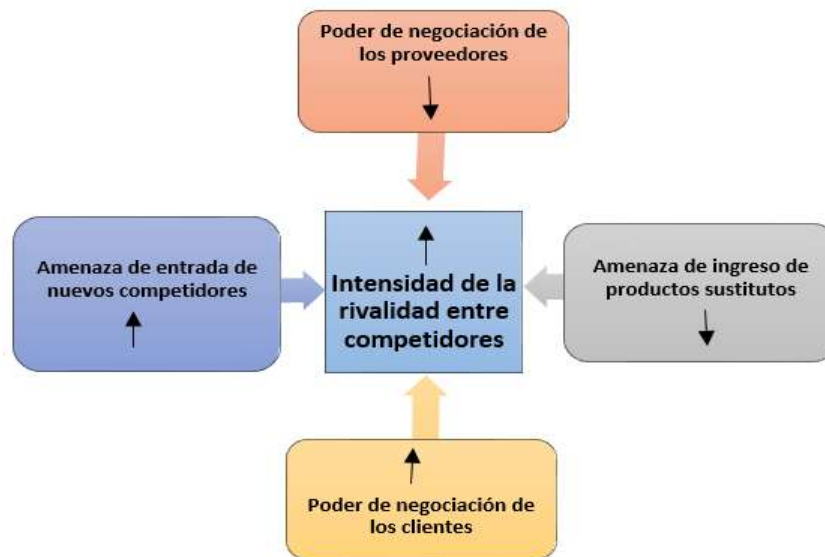 Poder de negociación de
los proveedores
Amenaza de entrada de
nuevos competidores
Intensidad de la
rivalidad entre
competidores
Amenaza de ingreso de
productos sustitutos
Poder de negociación de
los clientes